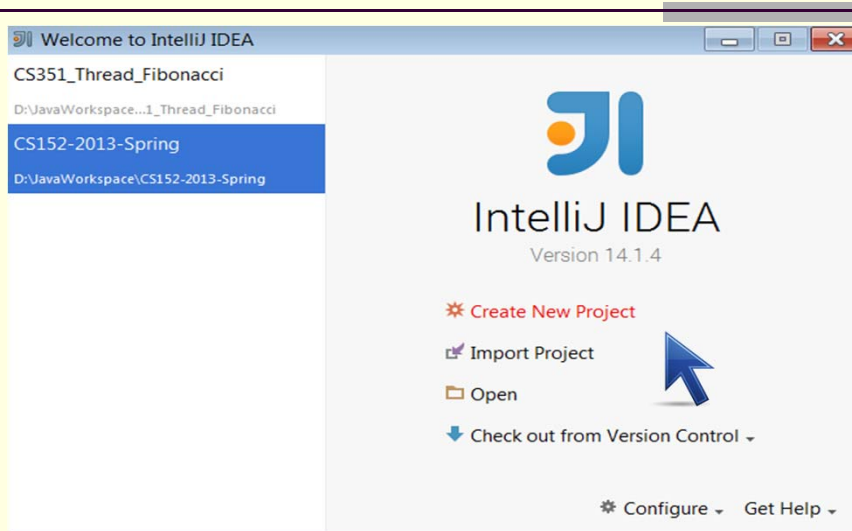 Welcome to IntelliJ IDEA
CS351_Thread_Fibonacci
D:\JavaWorkspace...1_Thread_Fibonacci
CS152-2013-Spring
D:\JavaWorkspace\CS152-2013-Spring
IntelliJ IDEA
Version 14.1.4
Create New Project
Import Project
Open
Check out from Version Control
Configure
Get Help